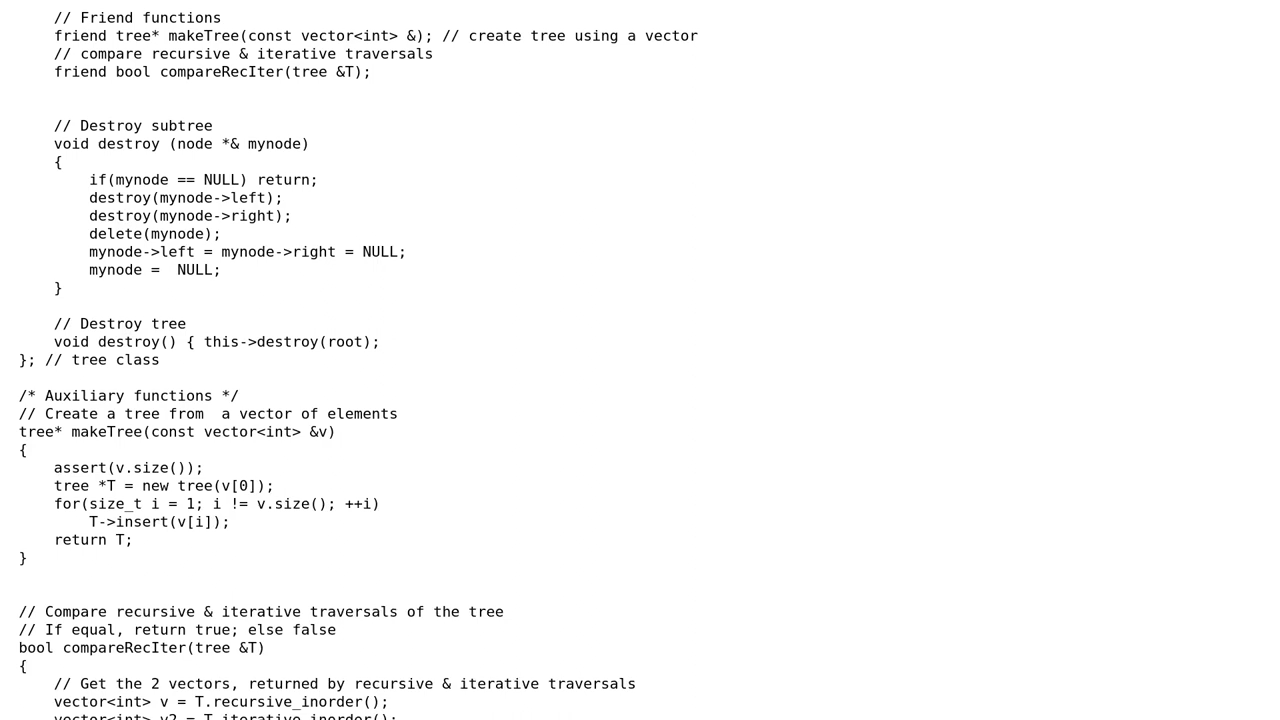 // Friend functions
    friend tree* makeTree(const vector<int> &); // create tree using a vector
    // compare recursive & iterative traversals
    friend bool compareRecIter(tree &T);


    // Destroy subtree
    void destroy (node *& mynode)
    {
        if(mynode == NULL) return;
        destroy(mynode->left);
        destroy(mynode->right);
        delete(mynode);
        mynode->left = mynode->right = NULL;
        mynode =  NULL;
    }

    // Destroy tree
    void destroy() { this->destroy(root);
}; // tree class

/* Auxiliary functions */
// Create a tree from  a vector of elements
tree* makeTree(const vector<int> &v)
{
    assert(v.size());
    tree *T = new tree(v[0]);
    for(size_t i = 1; i != v.size(); ++i)
        T->insert(v[i]);
    return T;
}


// Compare recursive & iterative traversals of the tree
// If equal, return true; else false
bool compareRecIter(tree &T)
{
    // Get the 2 vectors, returned by recursive & iterative traversals
    vector<int> v = T.recursive_inorder();
    vector<int> v2 = T.iterative_inorder();